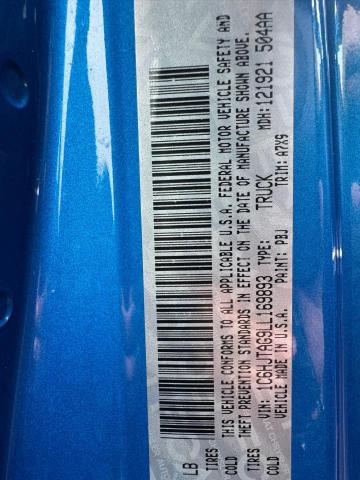 LB
TIRES
COLD
TIRES
COLD
THIS VEHICLE CONFORMS TO ALL APPLICABLE U.S.A. FEDERAL MOTOR VEHICLE SAFETY AND
THEFT PREVENTION STANDARDS IN EFFECT ON THE DATE OF MANUFACTURE SHOWN ABOVE.
VIN: 1C6HJTAG9LL169893 TYPE: TRUCK MDH: 121921 504AA
VEHICLE MADE IN U.S.A. PAINT: PBJ TRIM: A7X9